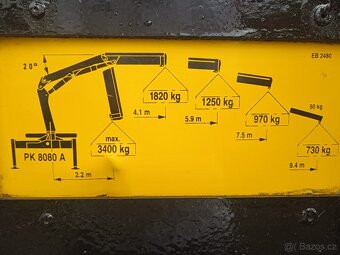 EB 2480
20°
1820 kg
4.1 m
1250 kg
5.9 m
970 kg
7.5 m
50 kg
730 kg
9.4 m
max.
3400 kg
PK 8080 A
2.2 m
Bazos.cz